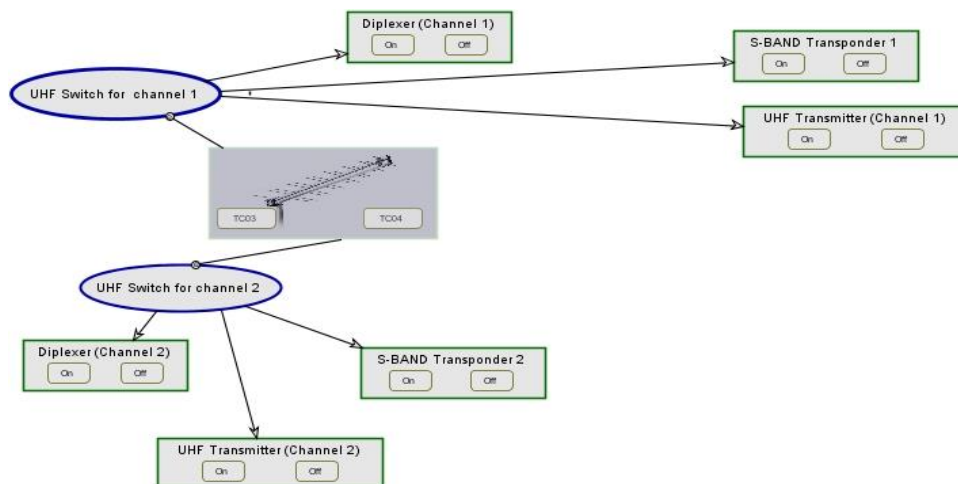 Diplexer (Channel 1)
On Off
S-BAND Transponder 1
On Off
UHF Switch for channel 1
UHF Transmitter (Channel 1)
On Off
TC03 TC04
UHF Switch for channel 2
Diplexer (Channel 2)
On Off
S-BAND Transponder 2
On Off
UHF Transmitter (Channel 2)
On Off